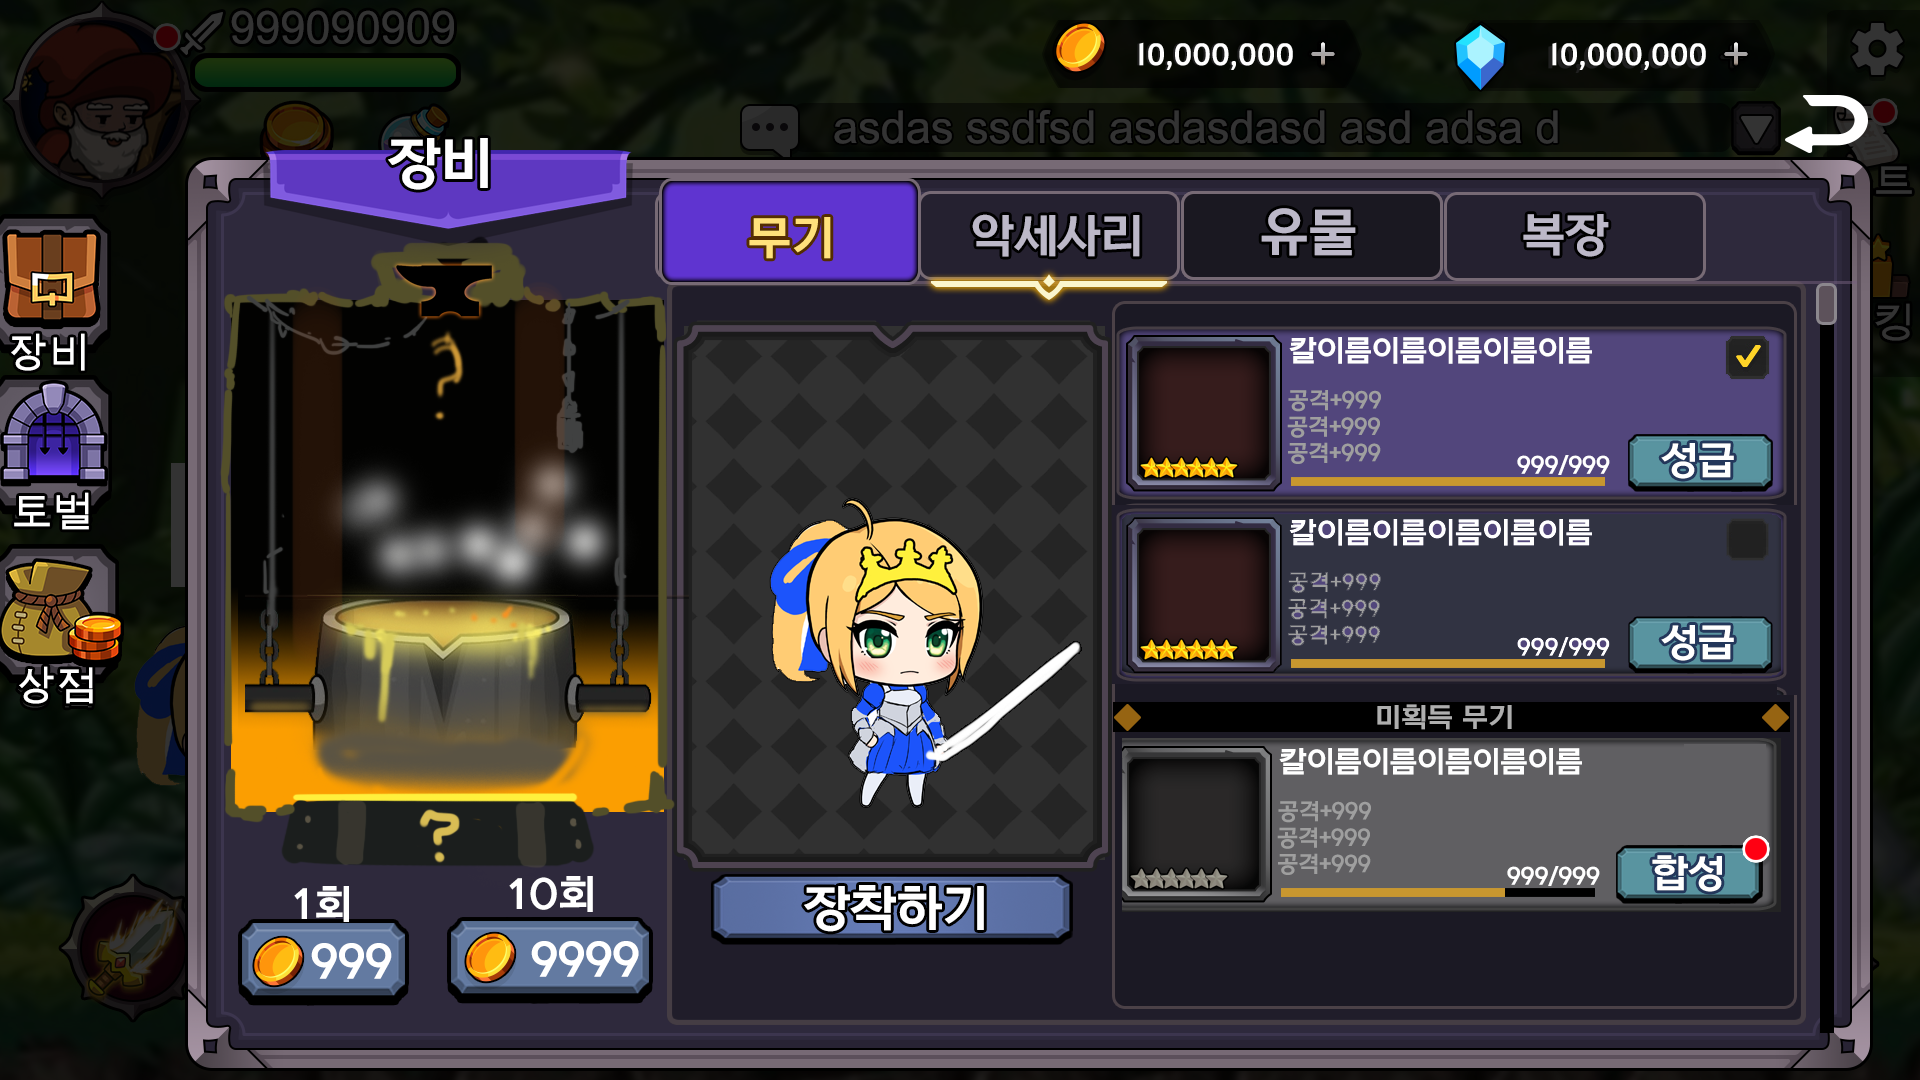 999090909
10,000,000 +
10,000,000 +
asdas ssdfsd asdasdasd asd adsa d
장비
무기
악세사리
유물
복장
장비
토벌
상점
트
킹
?
?
1회
999
10회
9999
장착하기
칼이름이름이름이름이름
공격+999
공격+999
공격+999
999/999
성급
칼이름이름이름이름이름
공격+999
공격+999
공격+999
999/999
성급
미획득 무기
칼이름이름이름이름이름
공격+999
공격+999
공격+999
999/999
합성